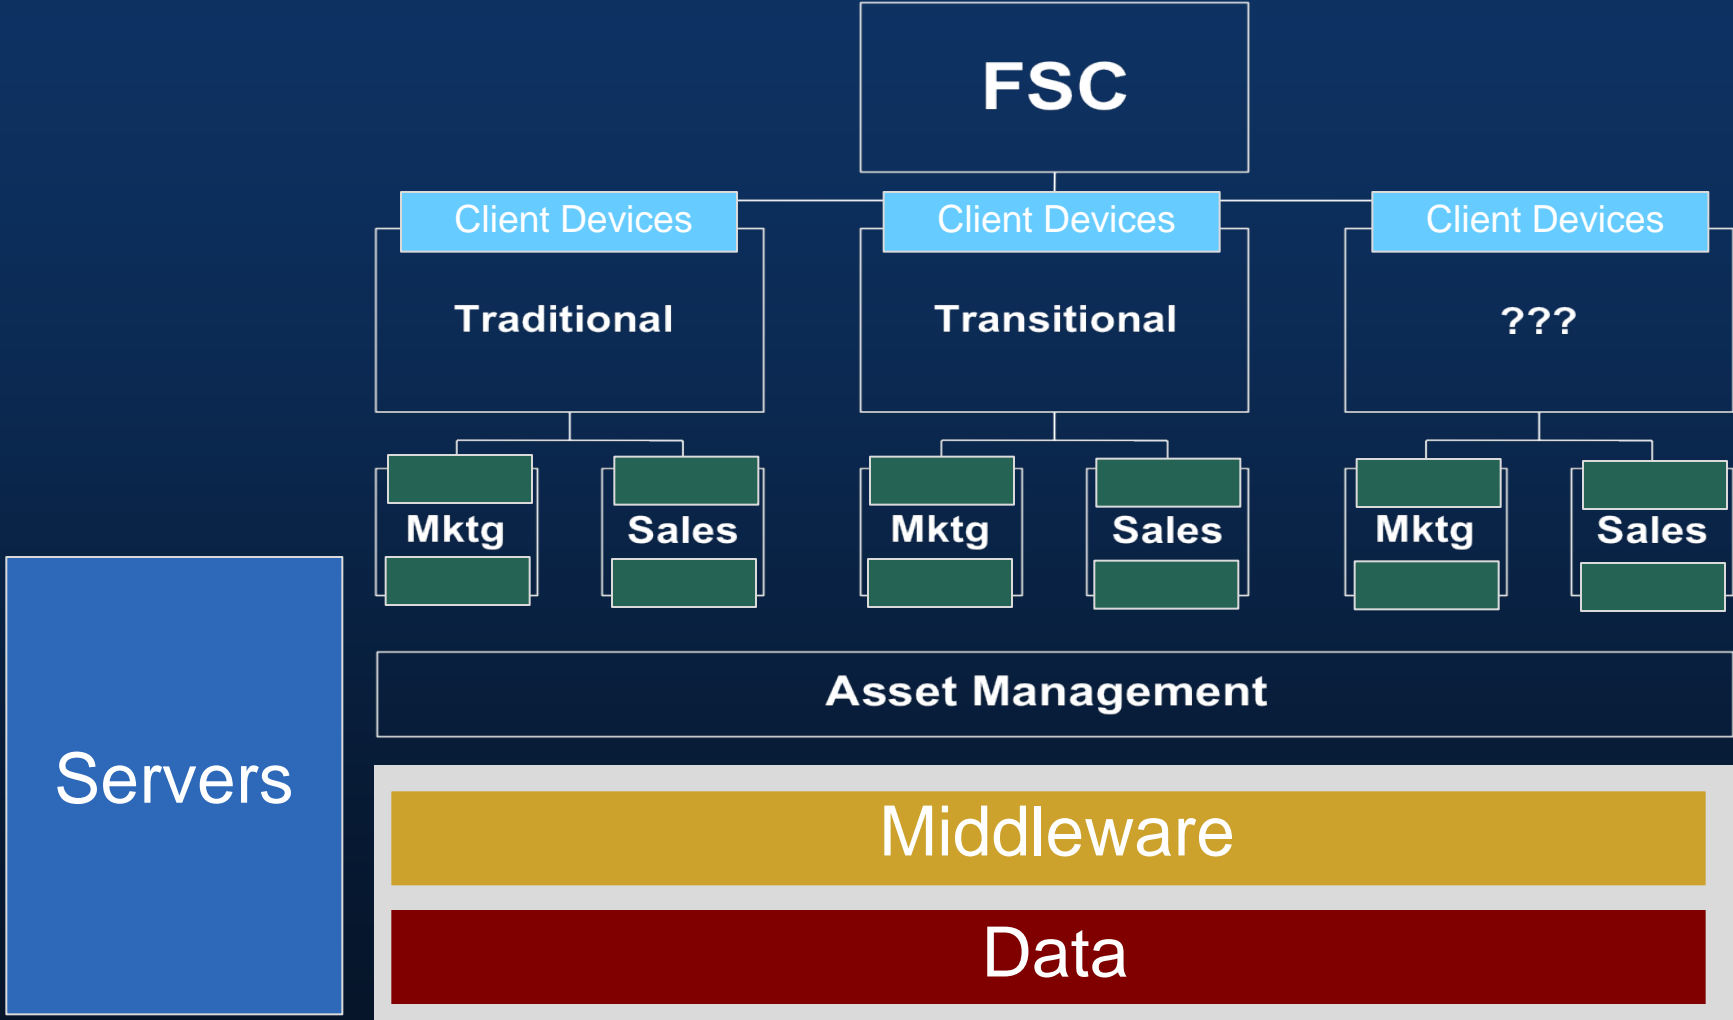 FSC
Client Devices
Client Devices
Client Devices
Traditional
Transitional
???
Mktg
Sales
Mktg
Sales
Mktg
Sales
Asset Management
Servers
Middleware
Data